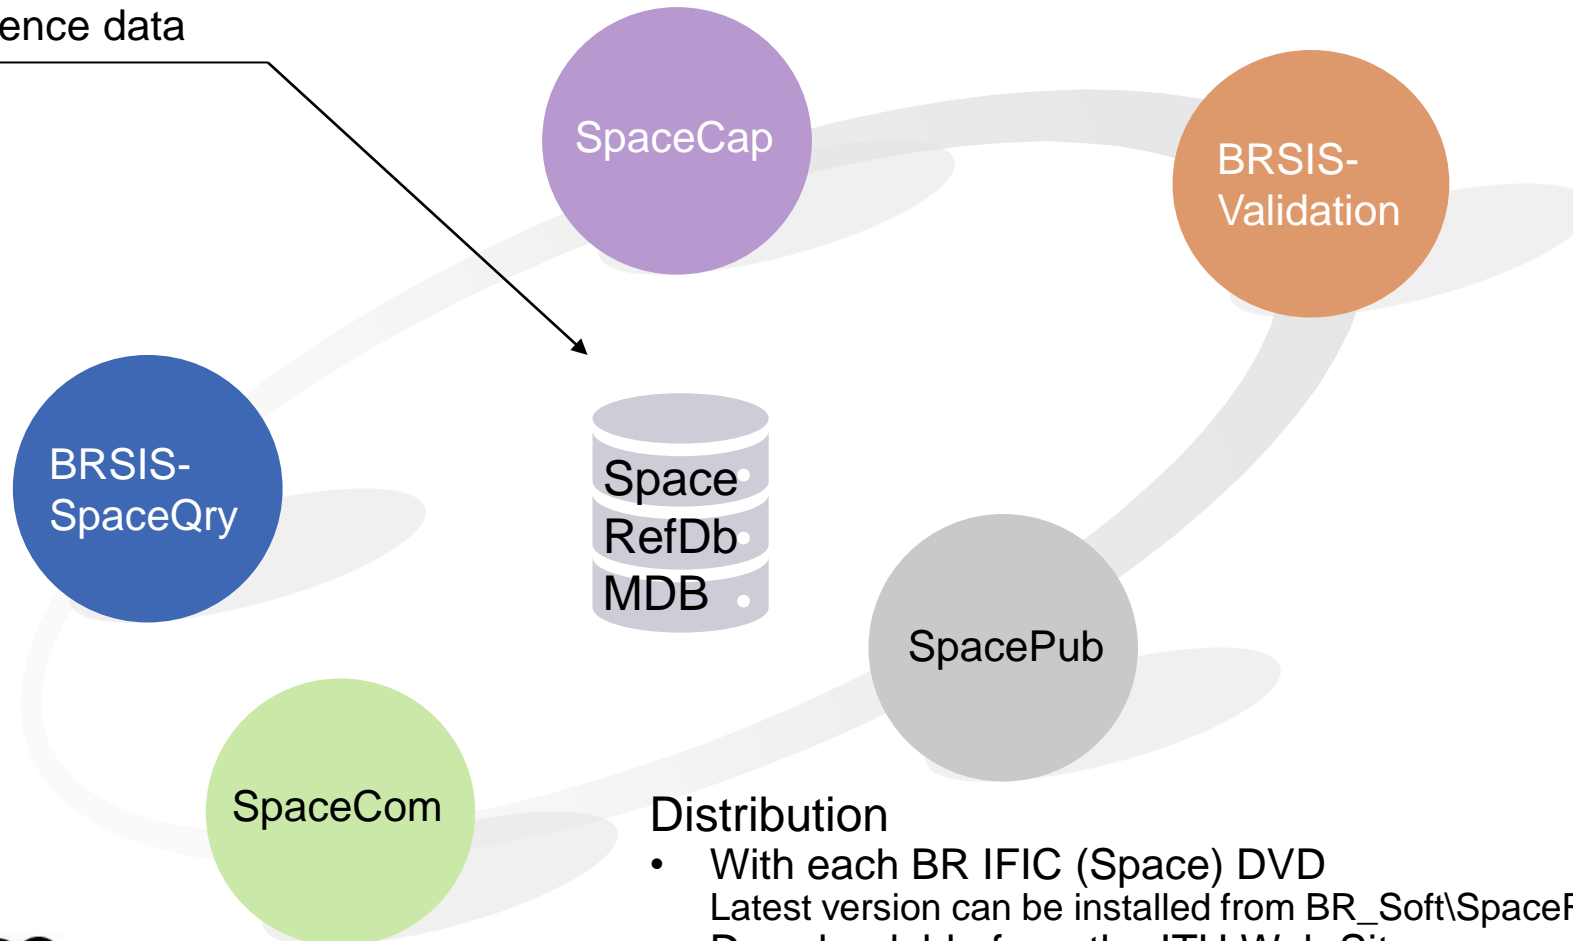 ence data
SpaceCap
BRSIS-
Validation
BRSIS-
SpaceQry
Space
RefDb
MDB
SpacePub
SpaceCom
Distribution
• With each BR IFIC (Space) DVD
Latest version can be installed from BR_Soft\Space